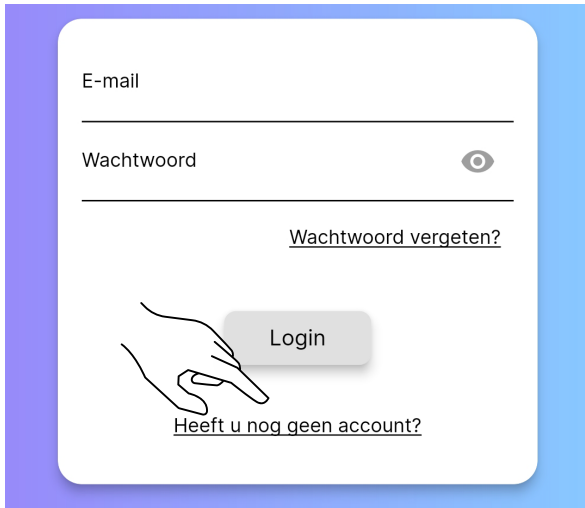 E-mail
Wachtwoord
Wachtwoord vergeten?
Login
Heeft u nog geen account?